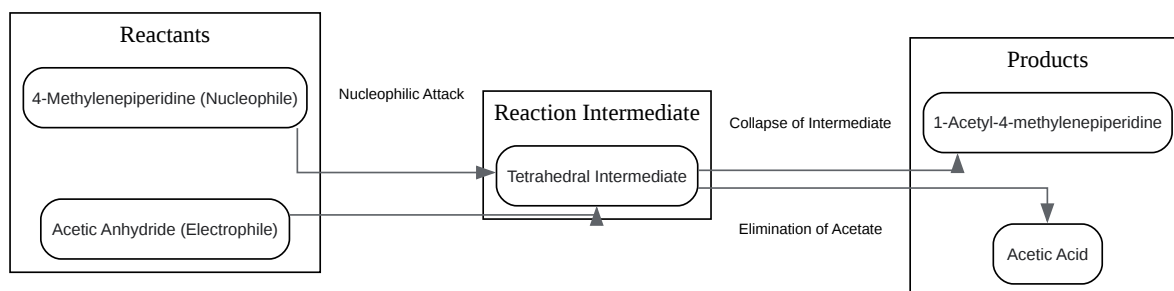 Reactants
4-Methylenepiperidine (Nucleophile)
Acetic Anhydride (Electrophile)
Nucleophilic Attack
Reaction Intermediate
Tetrahedral Intermediate
Collapse of Intermediate
Elimination of Acetate
Products
1-Acetyl-4-methylenepiperidine
Acetic Acid